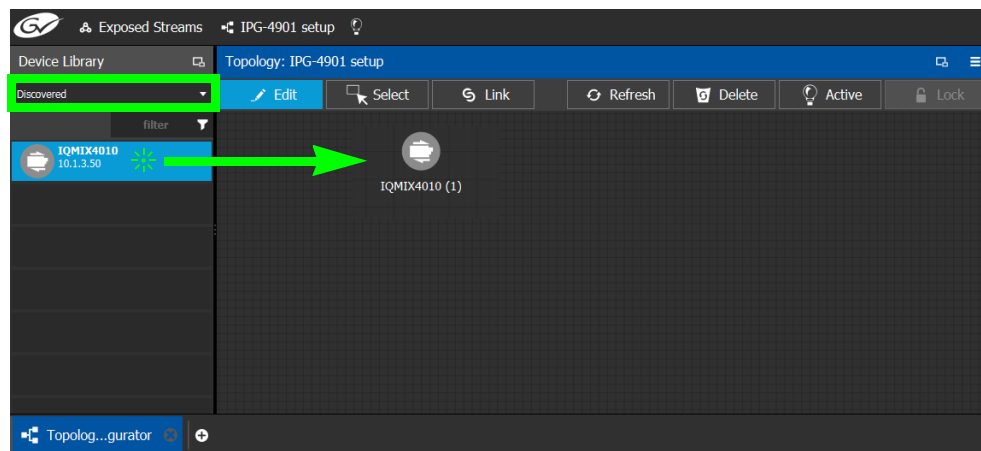 GV Exposed Streams IPG-4901 setup
Device Library
Topology: IPG-4901 setup
Discovered
Edit Select Link Refresh Delete Active Lock
filter
IQMIX4010
10.1.3.50
IQMIX4010 (1)
Topolog...gurator